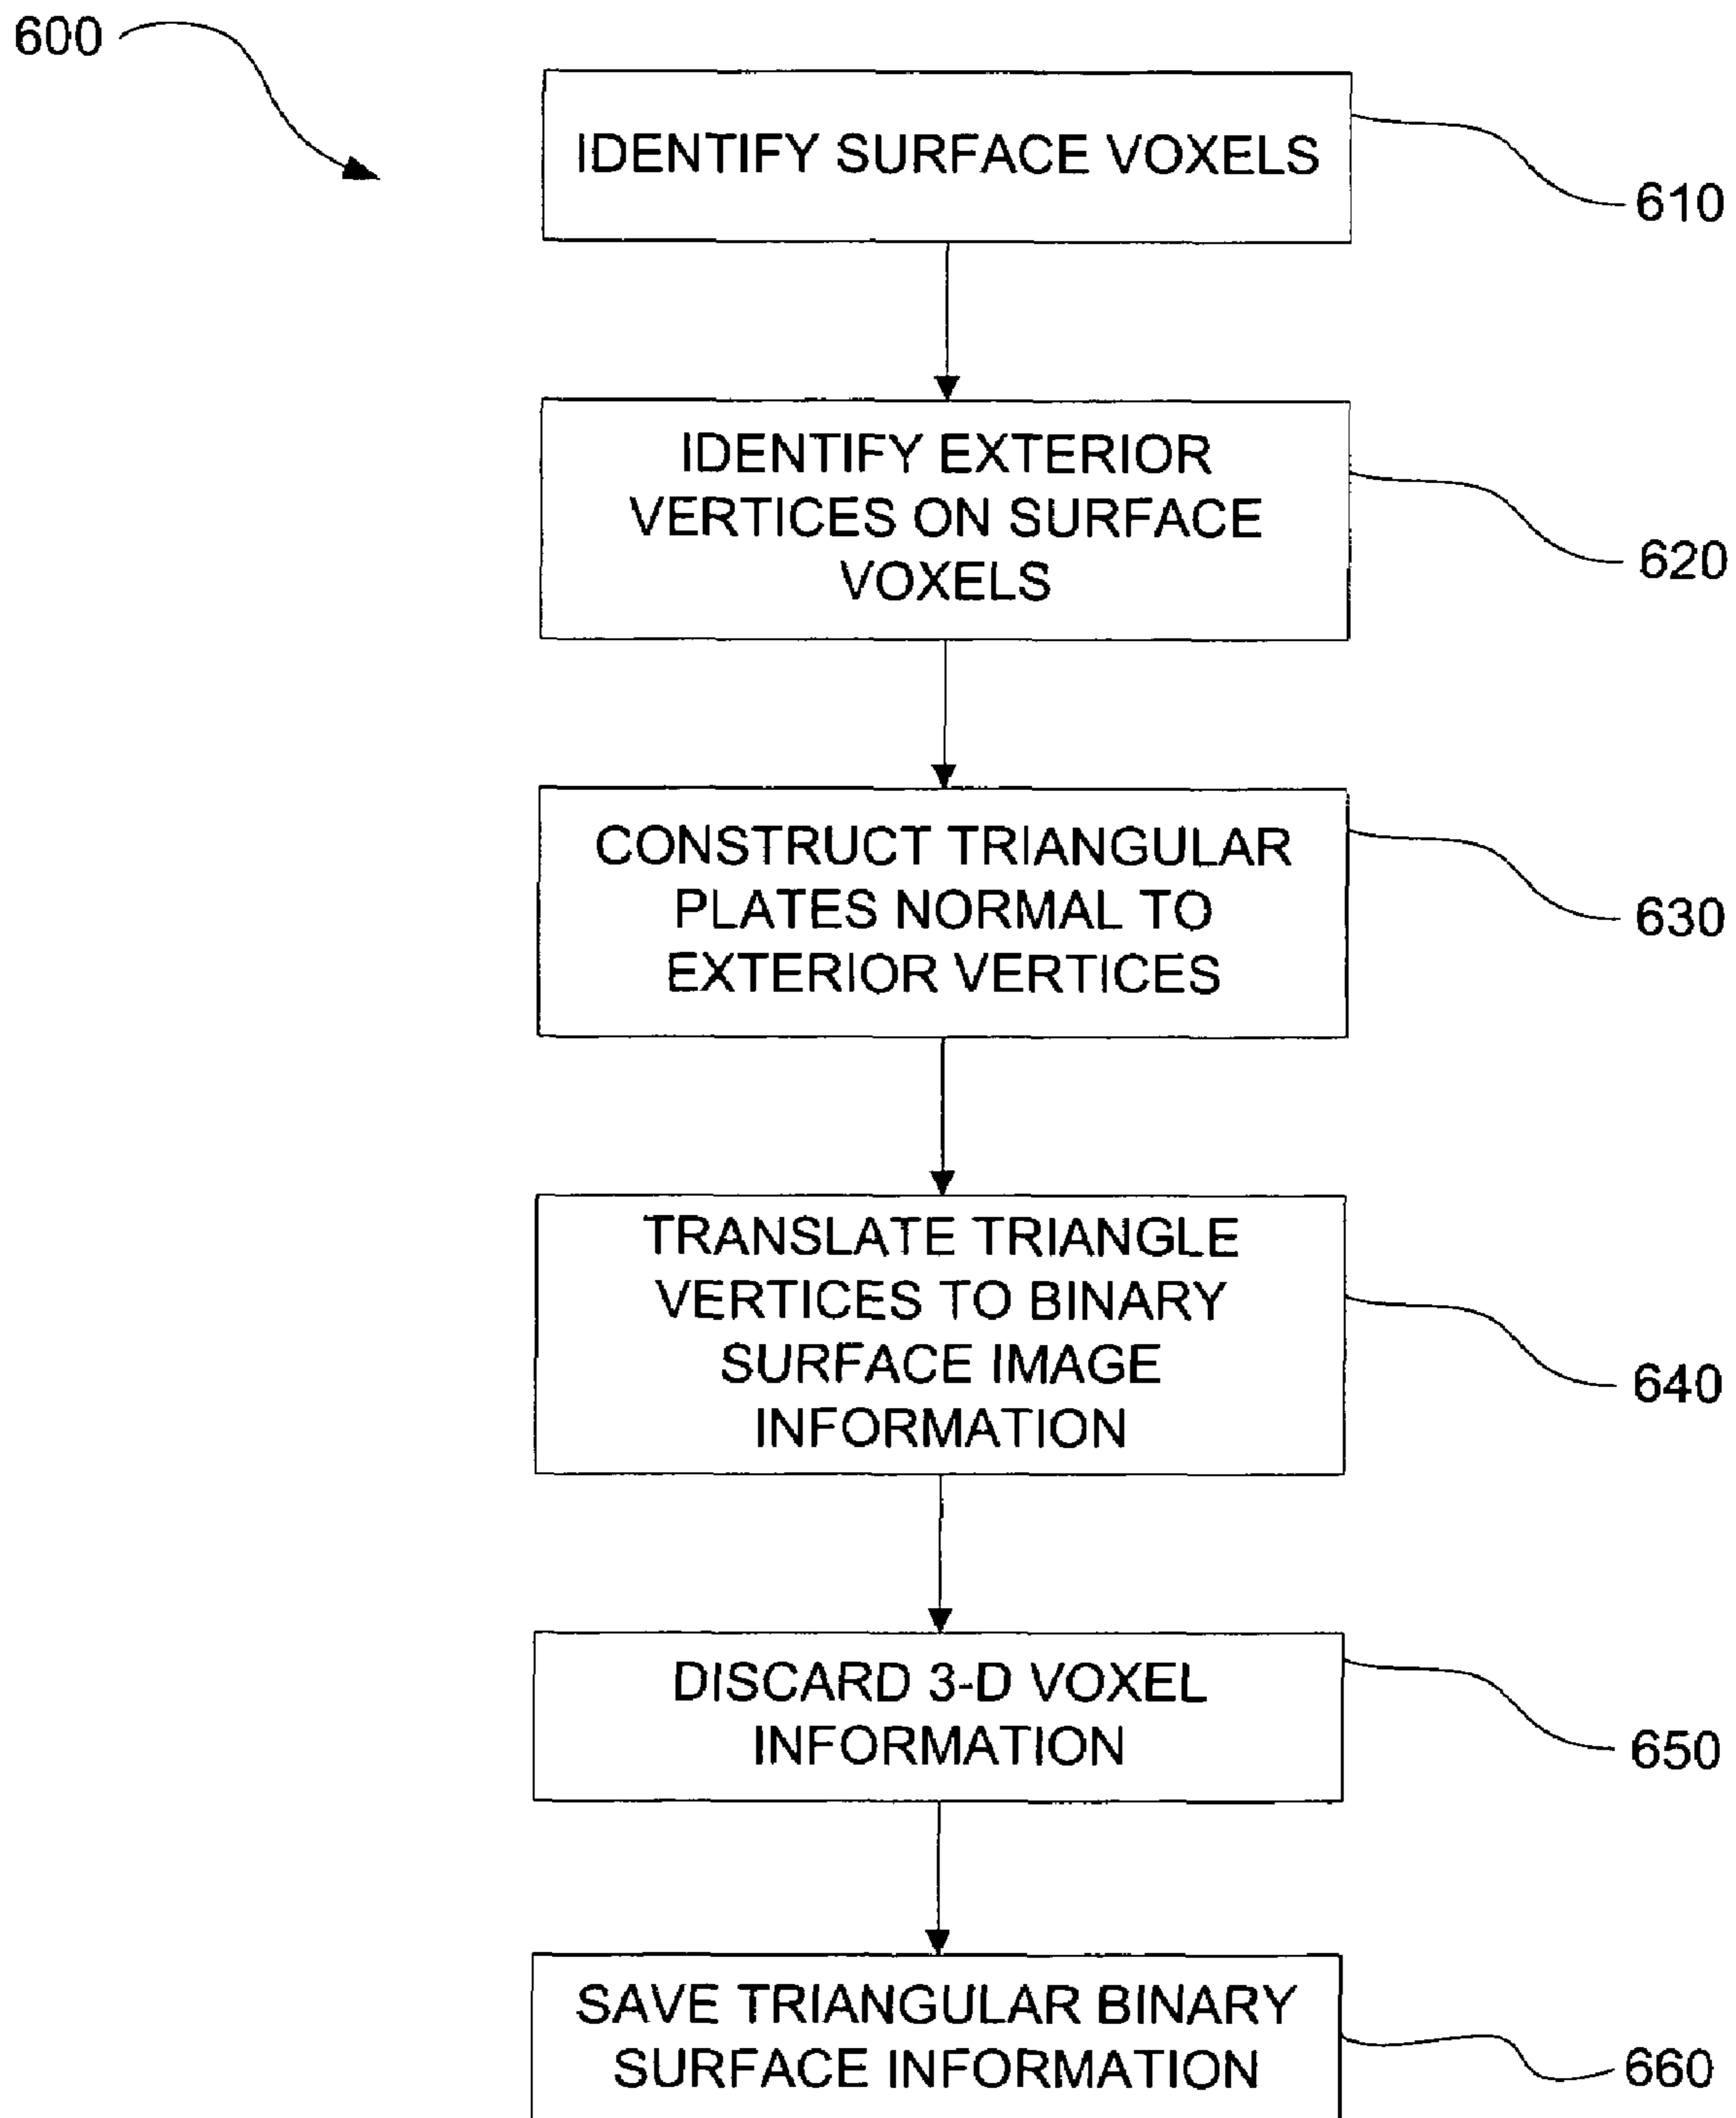 600
IDENTIFY SURFACE VOXELS
610
IDENTIFY EXTERIOR
VERTICES ON SURFACE
VOXELS
620
CONSTRUCT TRIANGULAR
PLATES NORMAL TO
EXTERIOR VERTICES
630
TRANSLATE TRIANGLE
VERTICES TO BINARY
SURFACE IMAGE
INFORMATION
640
DISCARD 3-D VOXEL
INFORMATION
650
SAVE TRIANGULAR BINARY
SURFACE INFORMATION
660